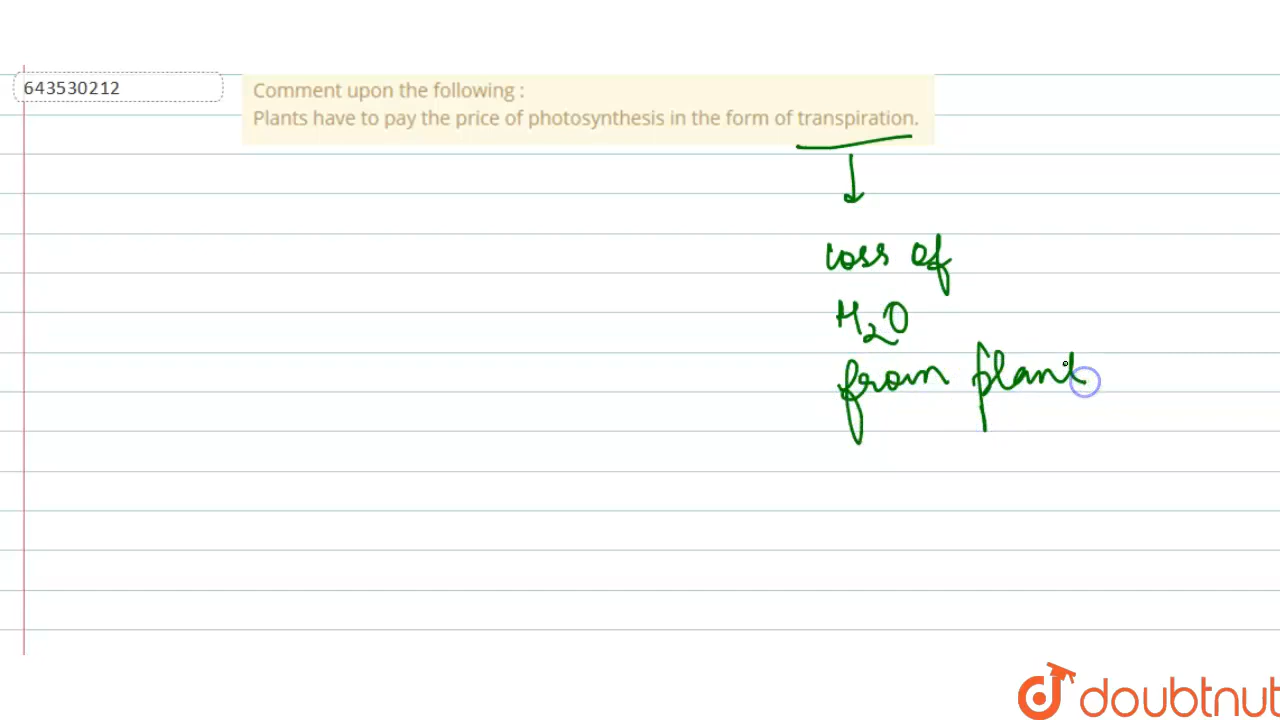 643530212
Comment upon the following :
Plants have to pay the price of photosynthesis in the form of transpiration.
loss of
H2O
from plant
doubtnut